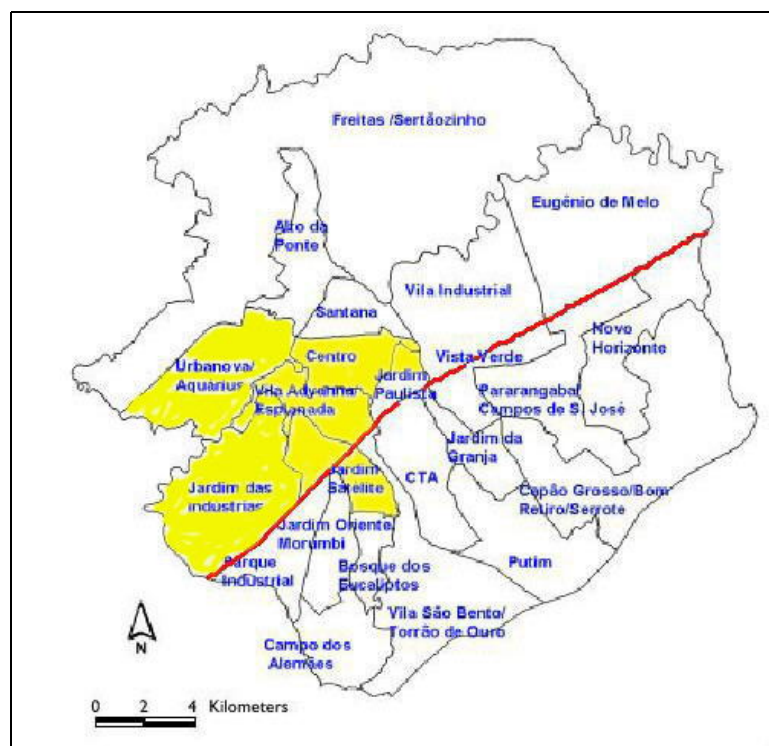 Freitas /Sertãozinho
Eugênio de Melo
Alto da
Ponte
Vila Industrial
Santana
Novo
Horizonte
Centro
Vista Verde
Urbanova/
Aquárius
Jardim
Paulista
Vila Adyanna/
Esplanada
Pararangaba/
Campos de S. José
Jardim da
Granja
Jardim
Satélite
CTA
Jardim das
industrias
Capão Grosso/Bom
Retiro/Serrote
Jardim Oriente/
Morumbi
Parque
Industrial
Bosque dos
Eucaliptos
Putim
Vila São Bento/
Torrão de Ouro
Campo dos
Alemães
N
0 2 4 Kilometers